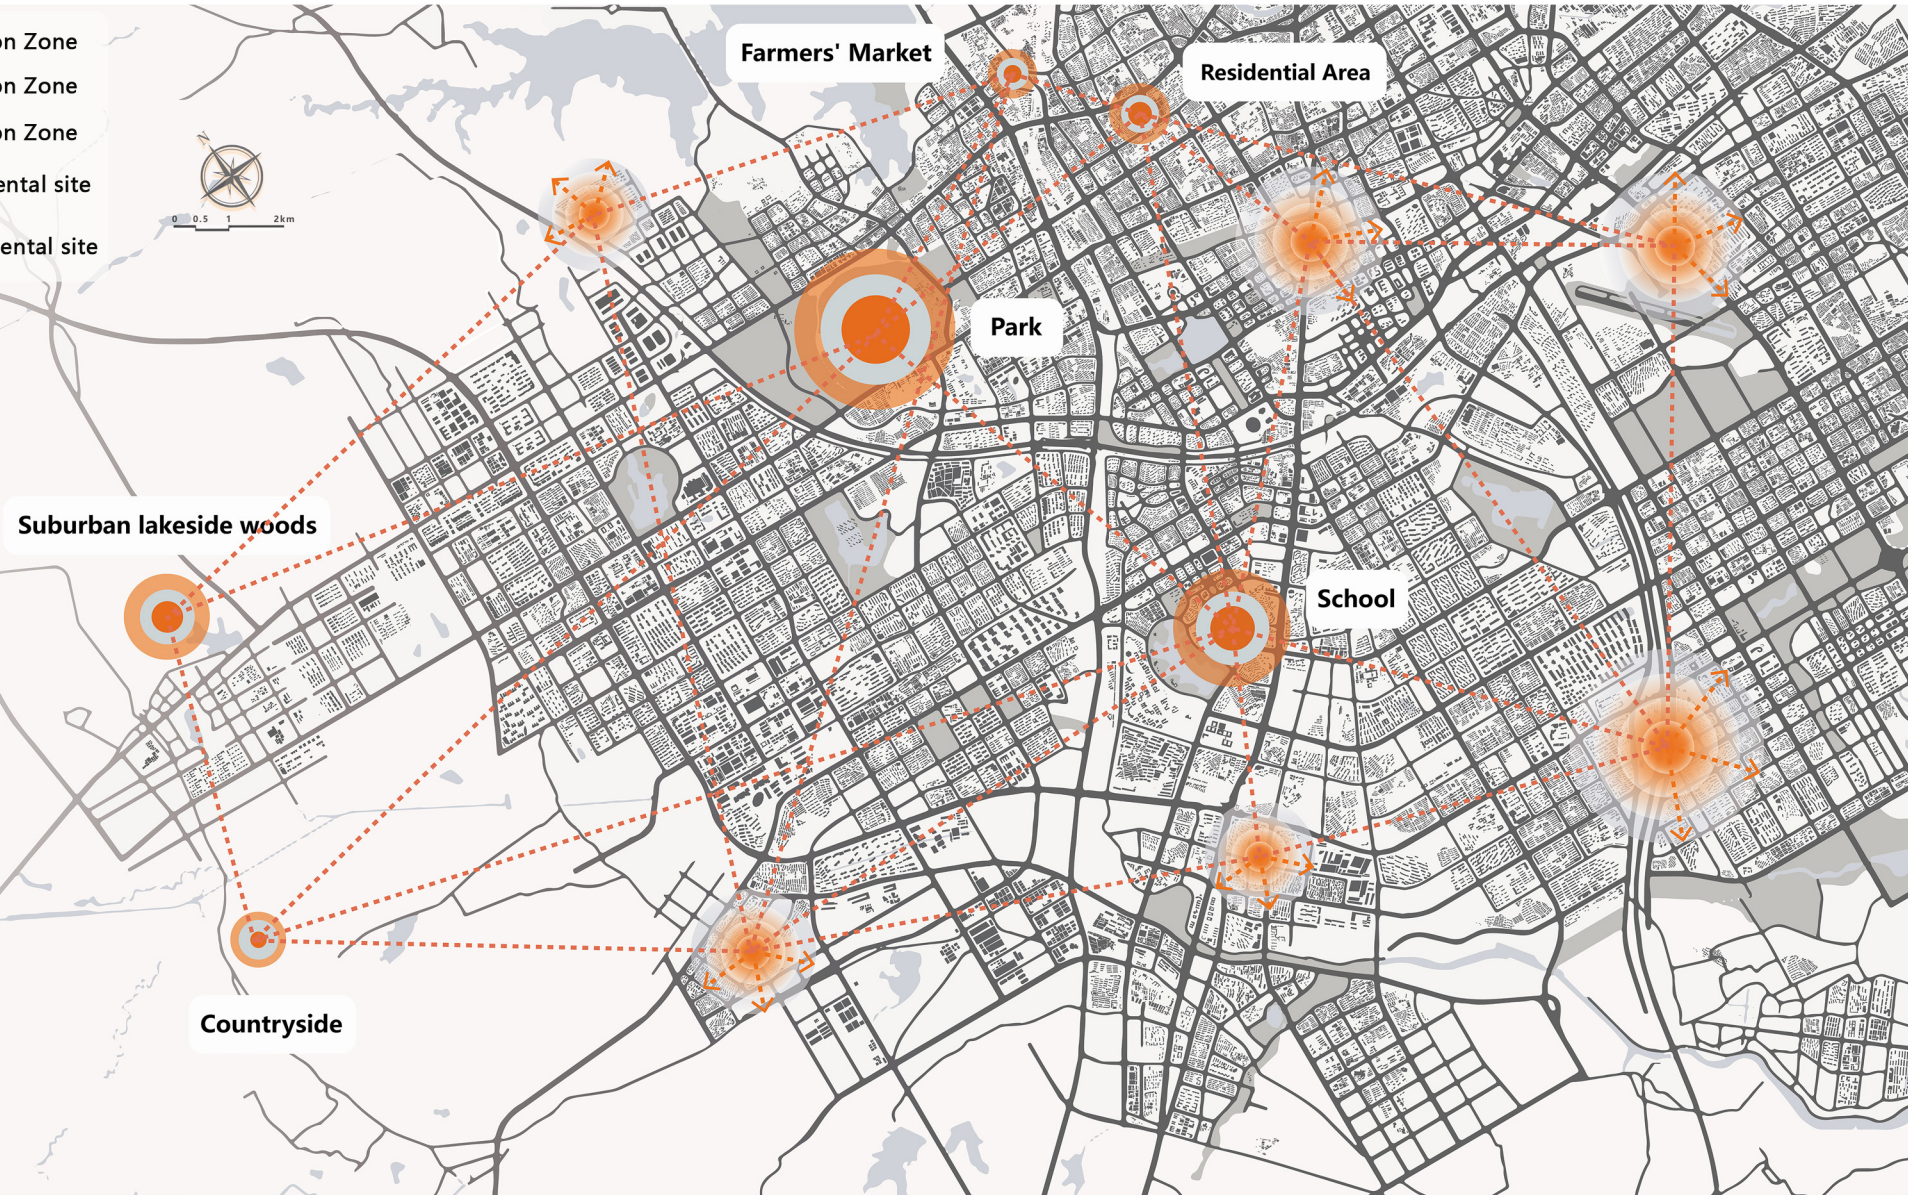 on Zone
on Zone
on Zone
ental site
ental site
N
0 0.5 1 2km
Farmers' Market
Residential Area
Park
Suburban lakeside woods
School
Countryside